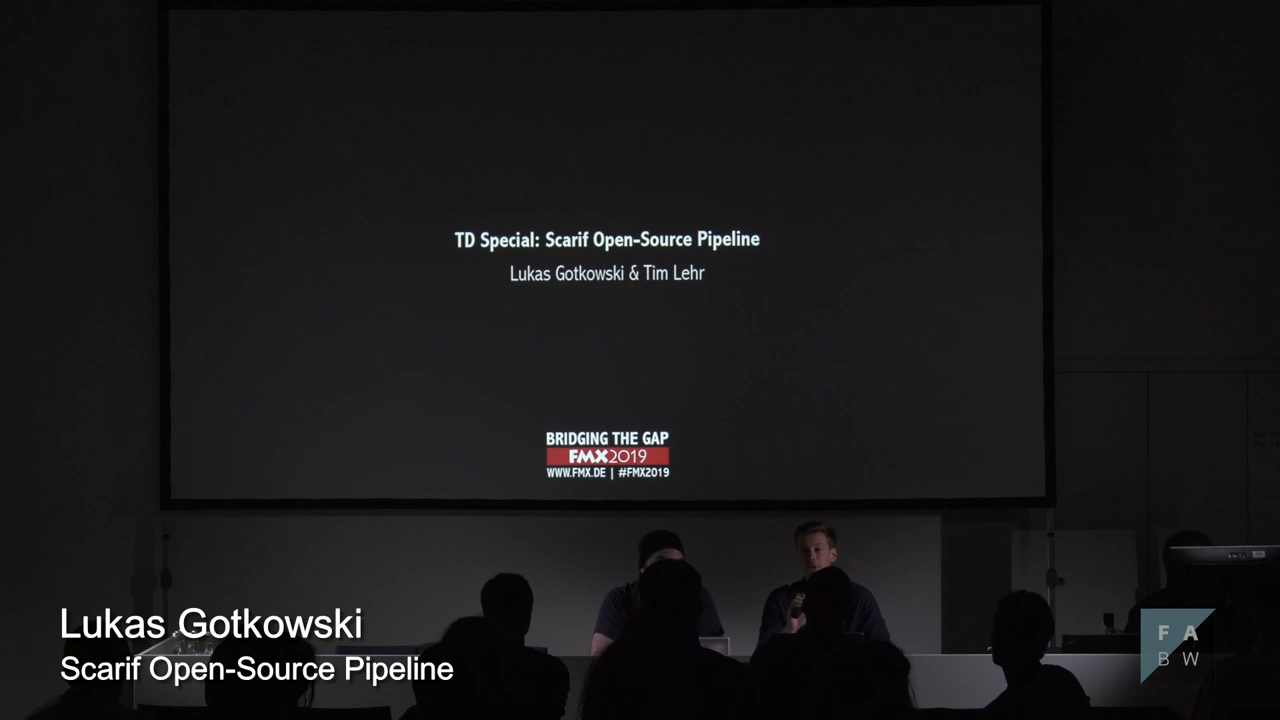 TD Special: Scarif Open-Source Pipeline
Lukas Gotkowski & Tim Lehr
BRIDGING THE GAP
FMX2019
WWW.FMX.DE | #FMX2019
Lukas Gotkowski
Scarif Open-Source Pipeline
F A
B W